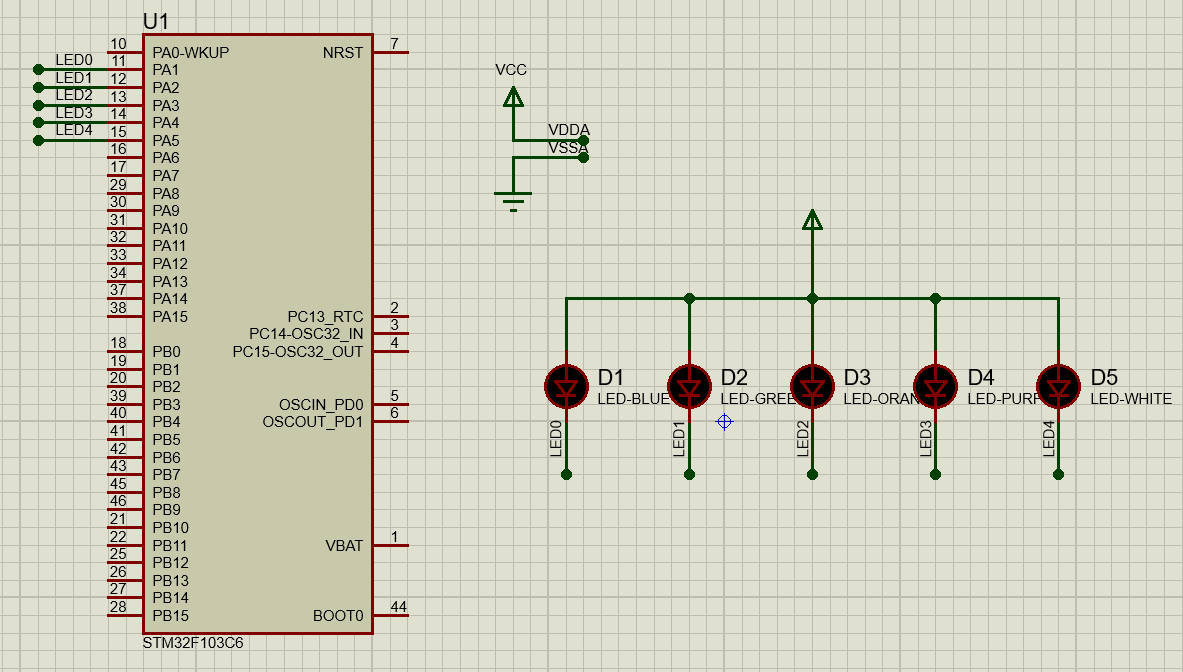 U1
10 PA0-WKUP
LED0 11 PA1
LED1 12 PA2
LED2 13 PA3
LED3 14 PA4
LED4 15 PA5
16 PA6
17 PA7
29 PA8
30 PA9
31 PA10
32 PA11
33 PA12
34 PA13
37 PA14
38 PA15
18 PB0
19 PB1
20 PB2
39 PB3
40 PB4
41 PB5
42 PB6
43 PB7
45 PB8
46 PB9
21 PB10
22 PB11
25 PB12
26 PB13
27 PB14
28 PB15
NRST 7
PC13_RTC 2
PC14-OSC32_IN 3
PC15-OSC32_OUT 4
OSCIN_PD0 5
OSCOUT_PD1 6
VBAT 1
BOOT0 44
STM32F103C6
VCC
VDDA
VSSA
D1
LED-BLUE
LED0
D2
LED-GREE
LED1
D3
LED-ORAN
LED2
D4
LED-PURP
LED3
D5
LED-WHITE
LED4